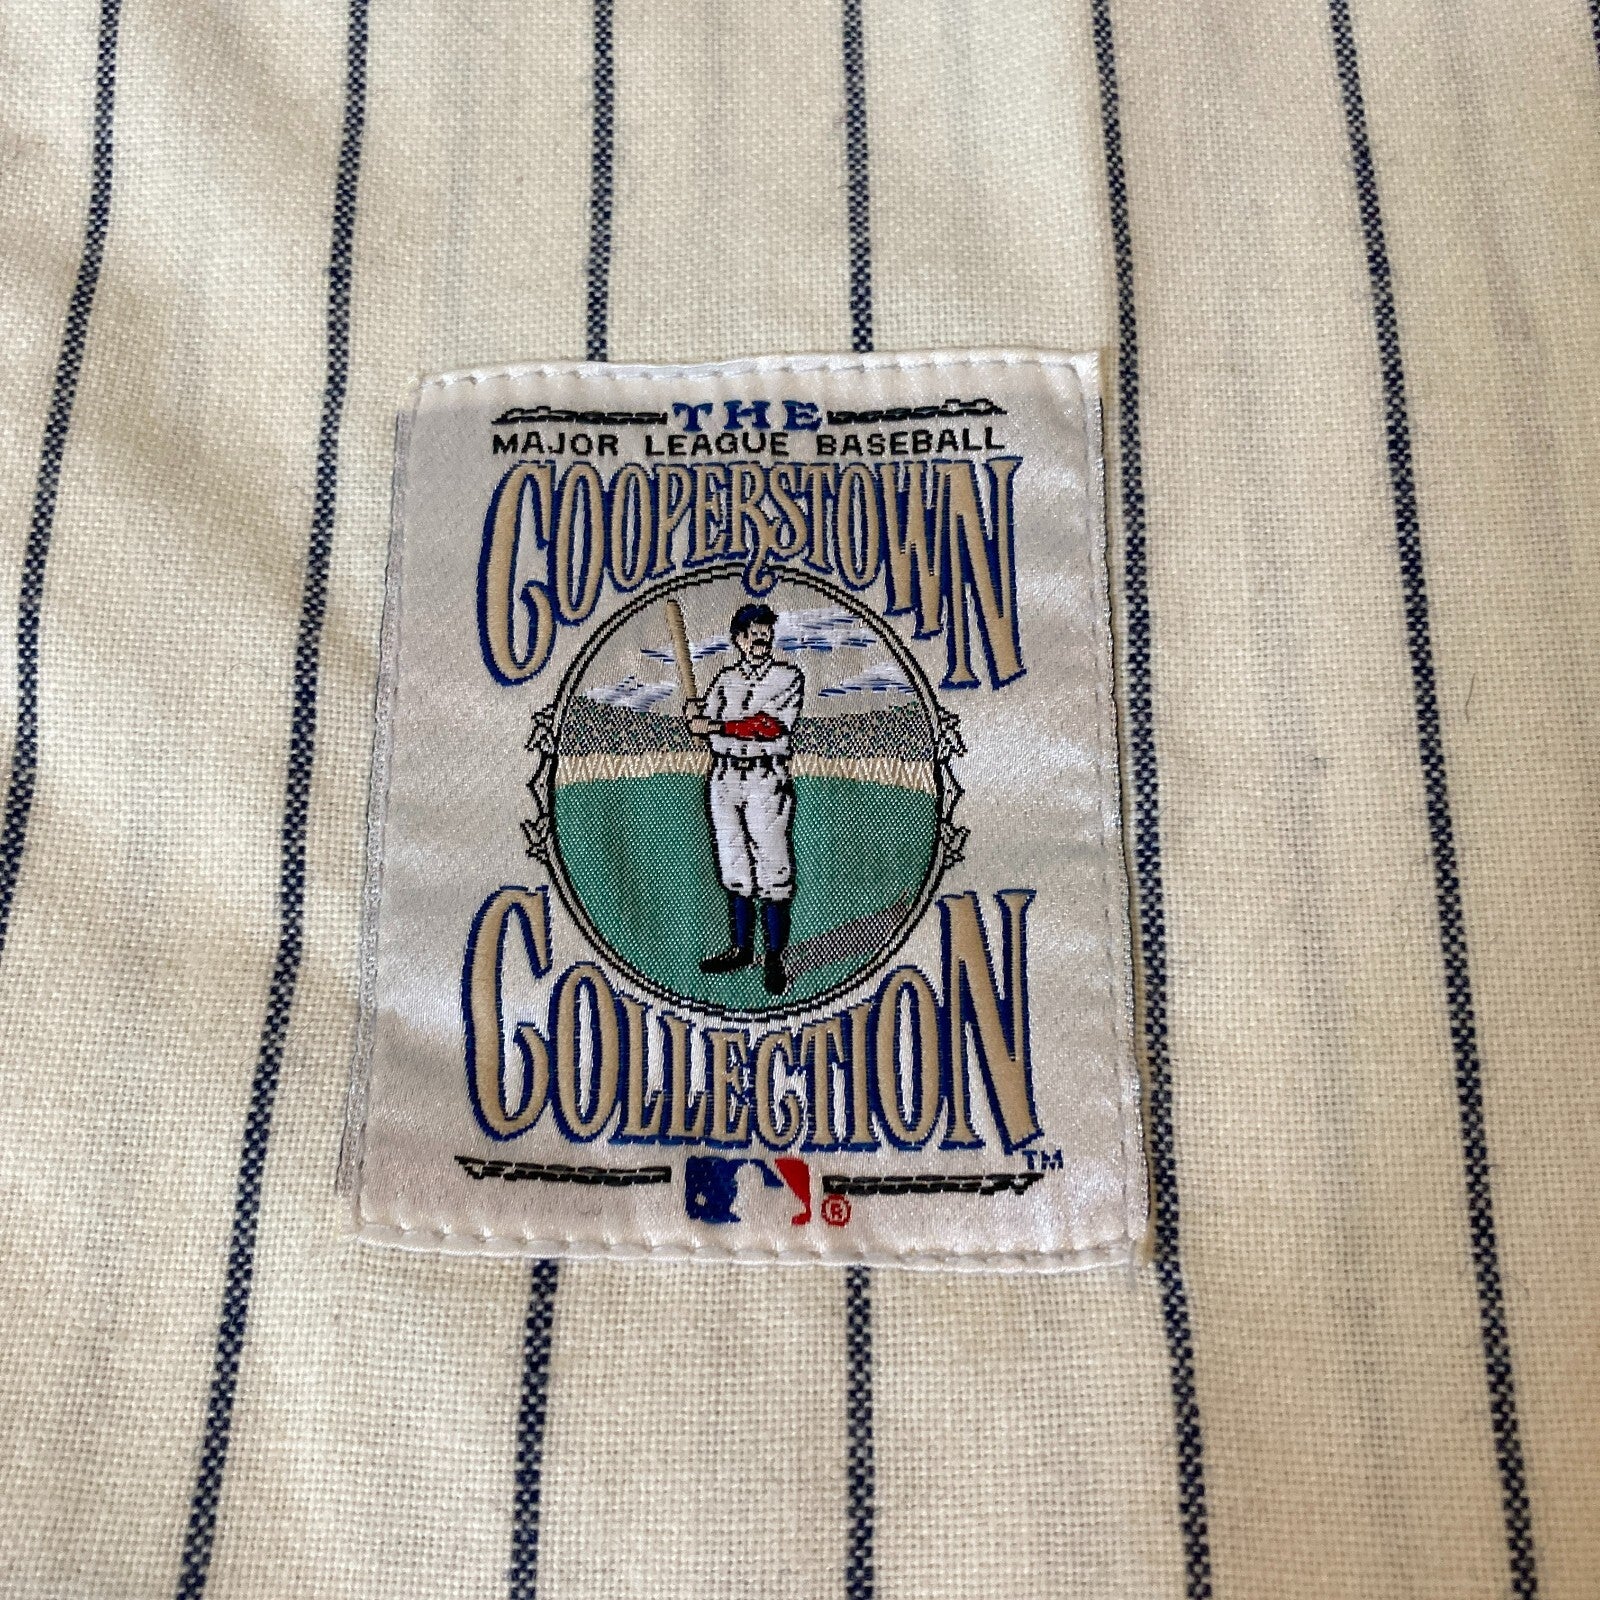 THE
MAJOR LEAGUE BASEBALL
COOPERSTOWN
COLLECTION
TM
®